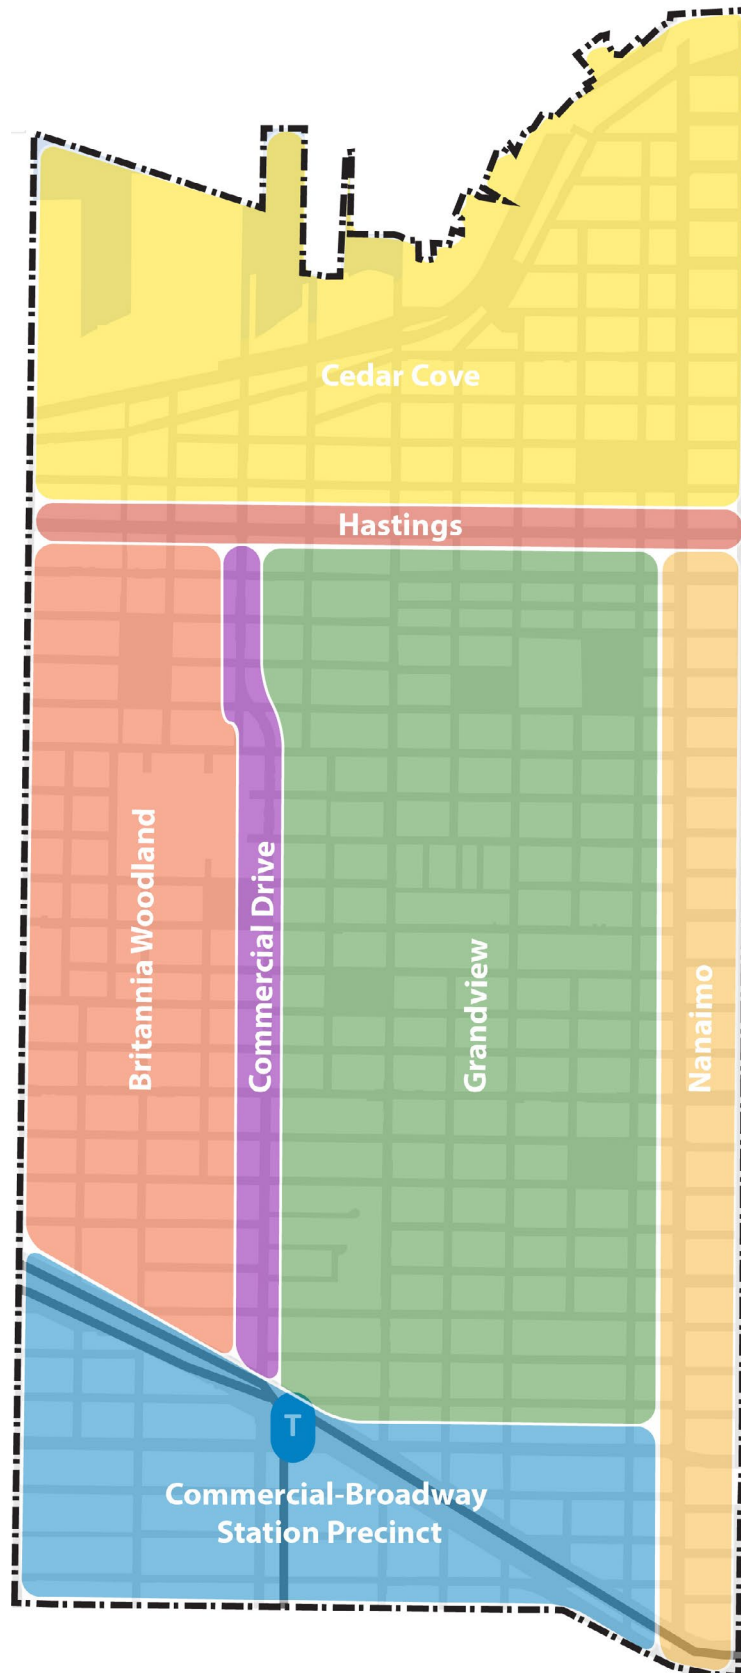 Cedar Cove
Hastings
Britannia Woodland
Commercial Drive
Grandview
Nanaimo
T
Commercial-Broadway
Station Precinct